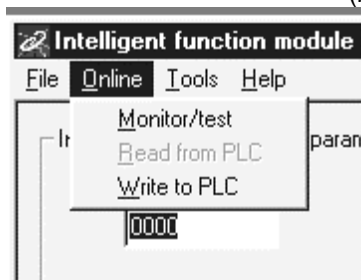 Intelligent function module
File Online Tools Help
Monitor/test
Read from PLC
Write to PLC
0000